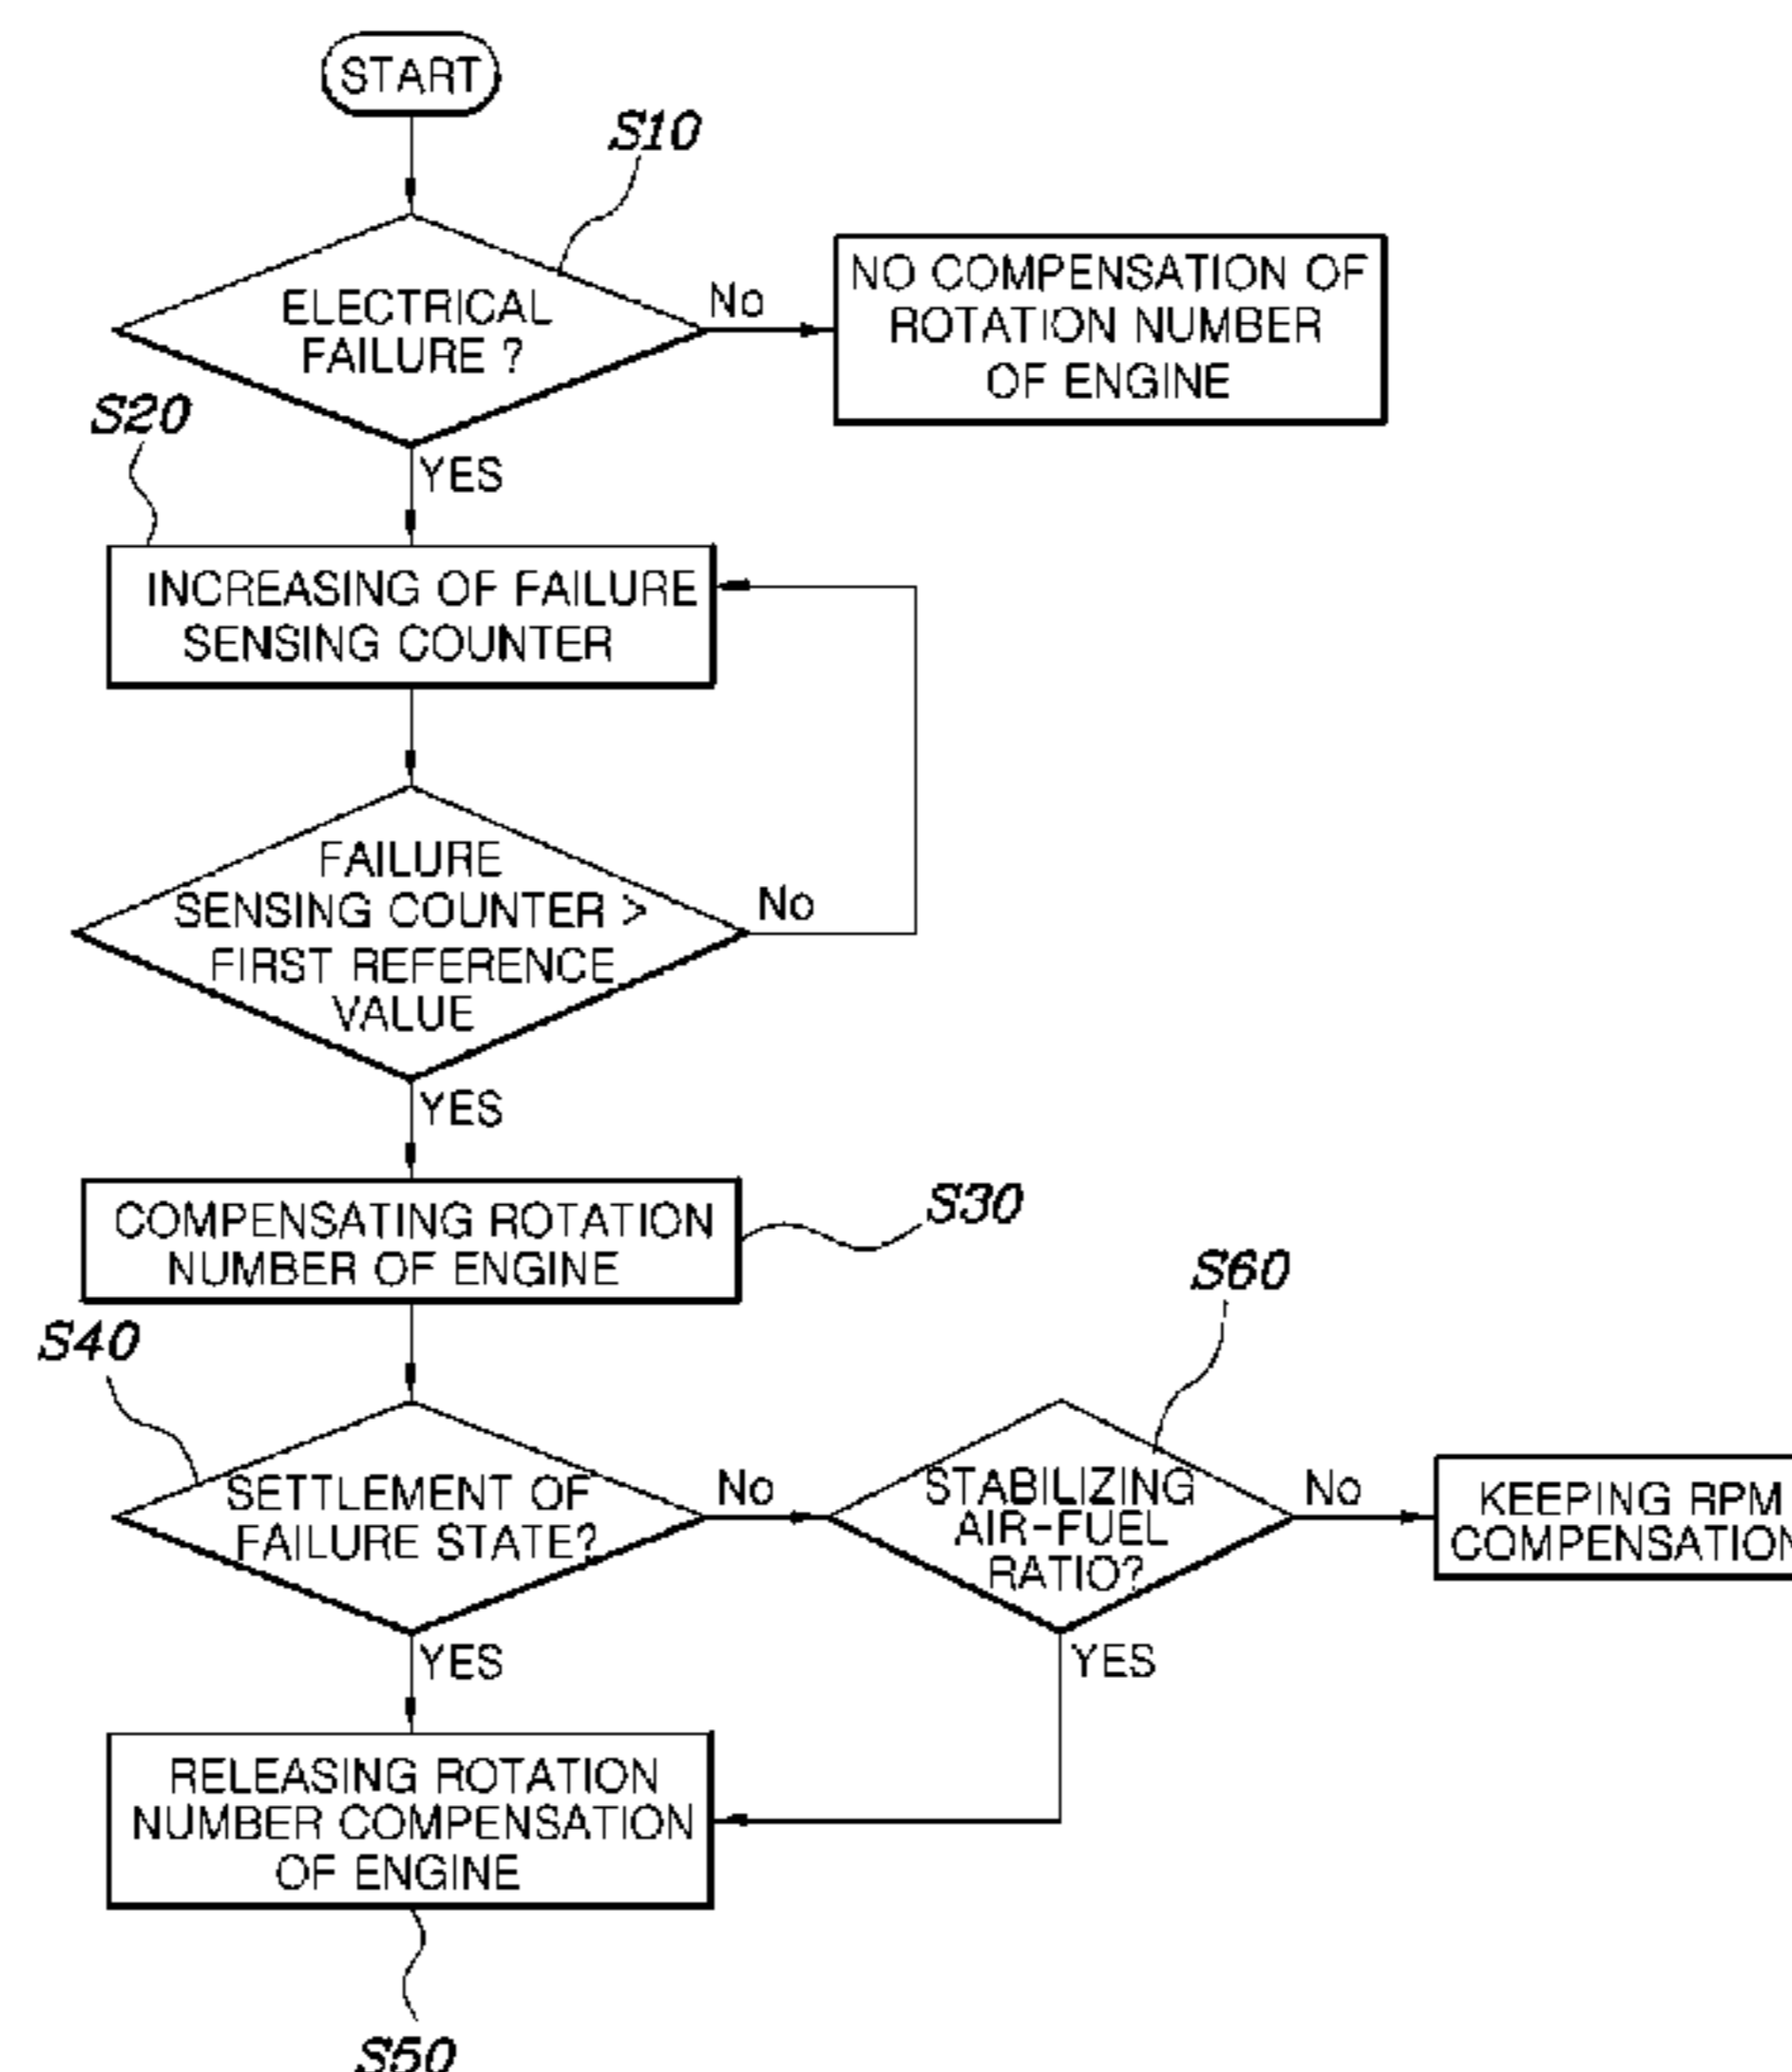 START
S10
ELECTRICAL
FAILURE ?
No
NO COMPENSATION OF
ROTATION NUMBER
OF ENGINE
YES
S20
INCREASING OF FAILURE
SENSING COUNTER
FAILURE
SENSING COUNTER >
FIRST REFERENCE
VALUE
No
YES
COMPENSATING ROTATION
NUMBER OF ENGINE
S30
S40
SETTLEMENT OF
FAILURE STATE?
No
S60
STABILIZING
AIR-FUEL
RATIO?
No
KEEPING RPM
COMPENSATION
YES
YES
RELEASING ROTATION
NUMBER COMPENSATION
OF ENGINE
S50